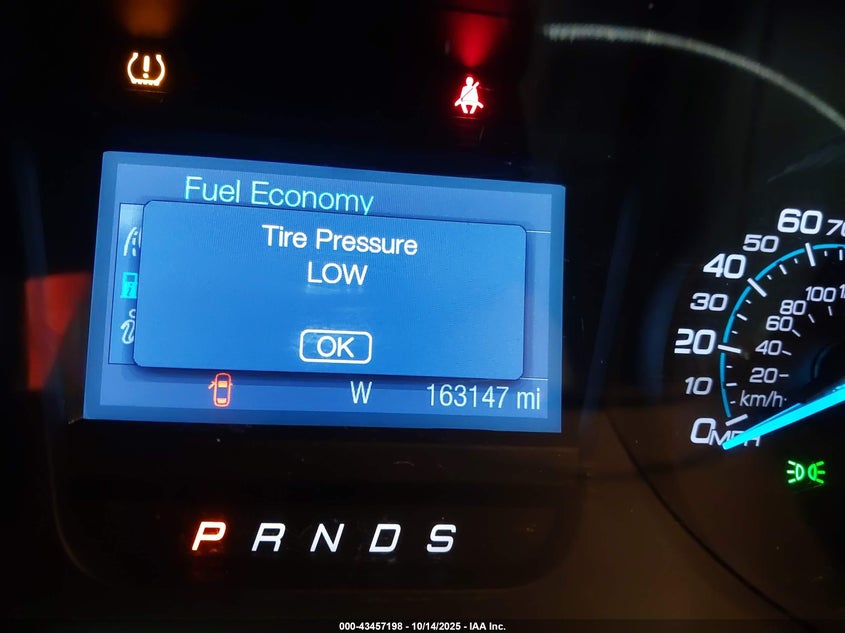 Fuel Economy
Tire Pressure
LOW
OK
W 163147 mi
P R N D S
60
50
40
30
20
10
0 MPH
100
80
60
40
20
km/h
000-43457198 - 10/14/2025 - IAA Inc.